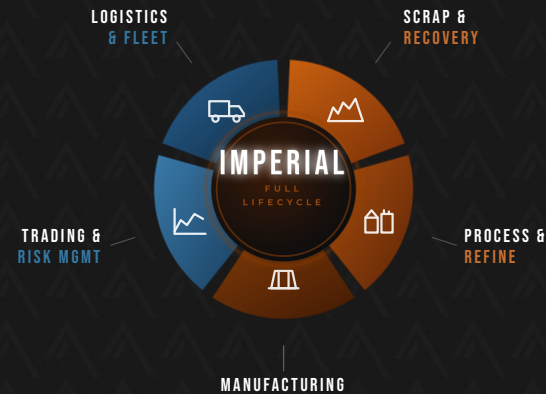 LOGISTICS
& FLEET
SCRAP &
RECOVERY
IMPERIAL
FULL
LIFECYCLE
TRADING &
RISK MGMT
PROCESS &
REFINE
MANUFACTURING